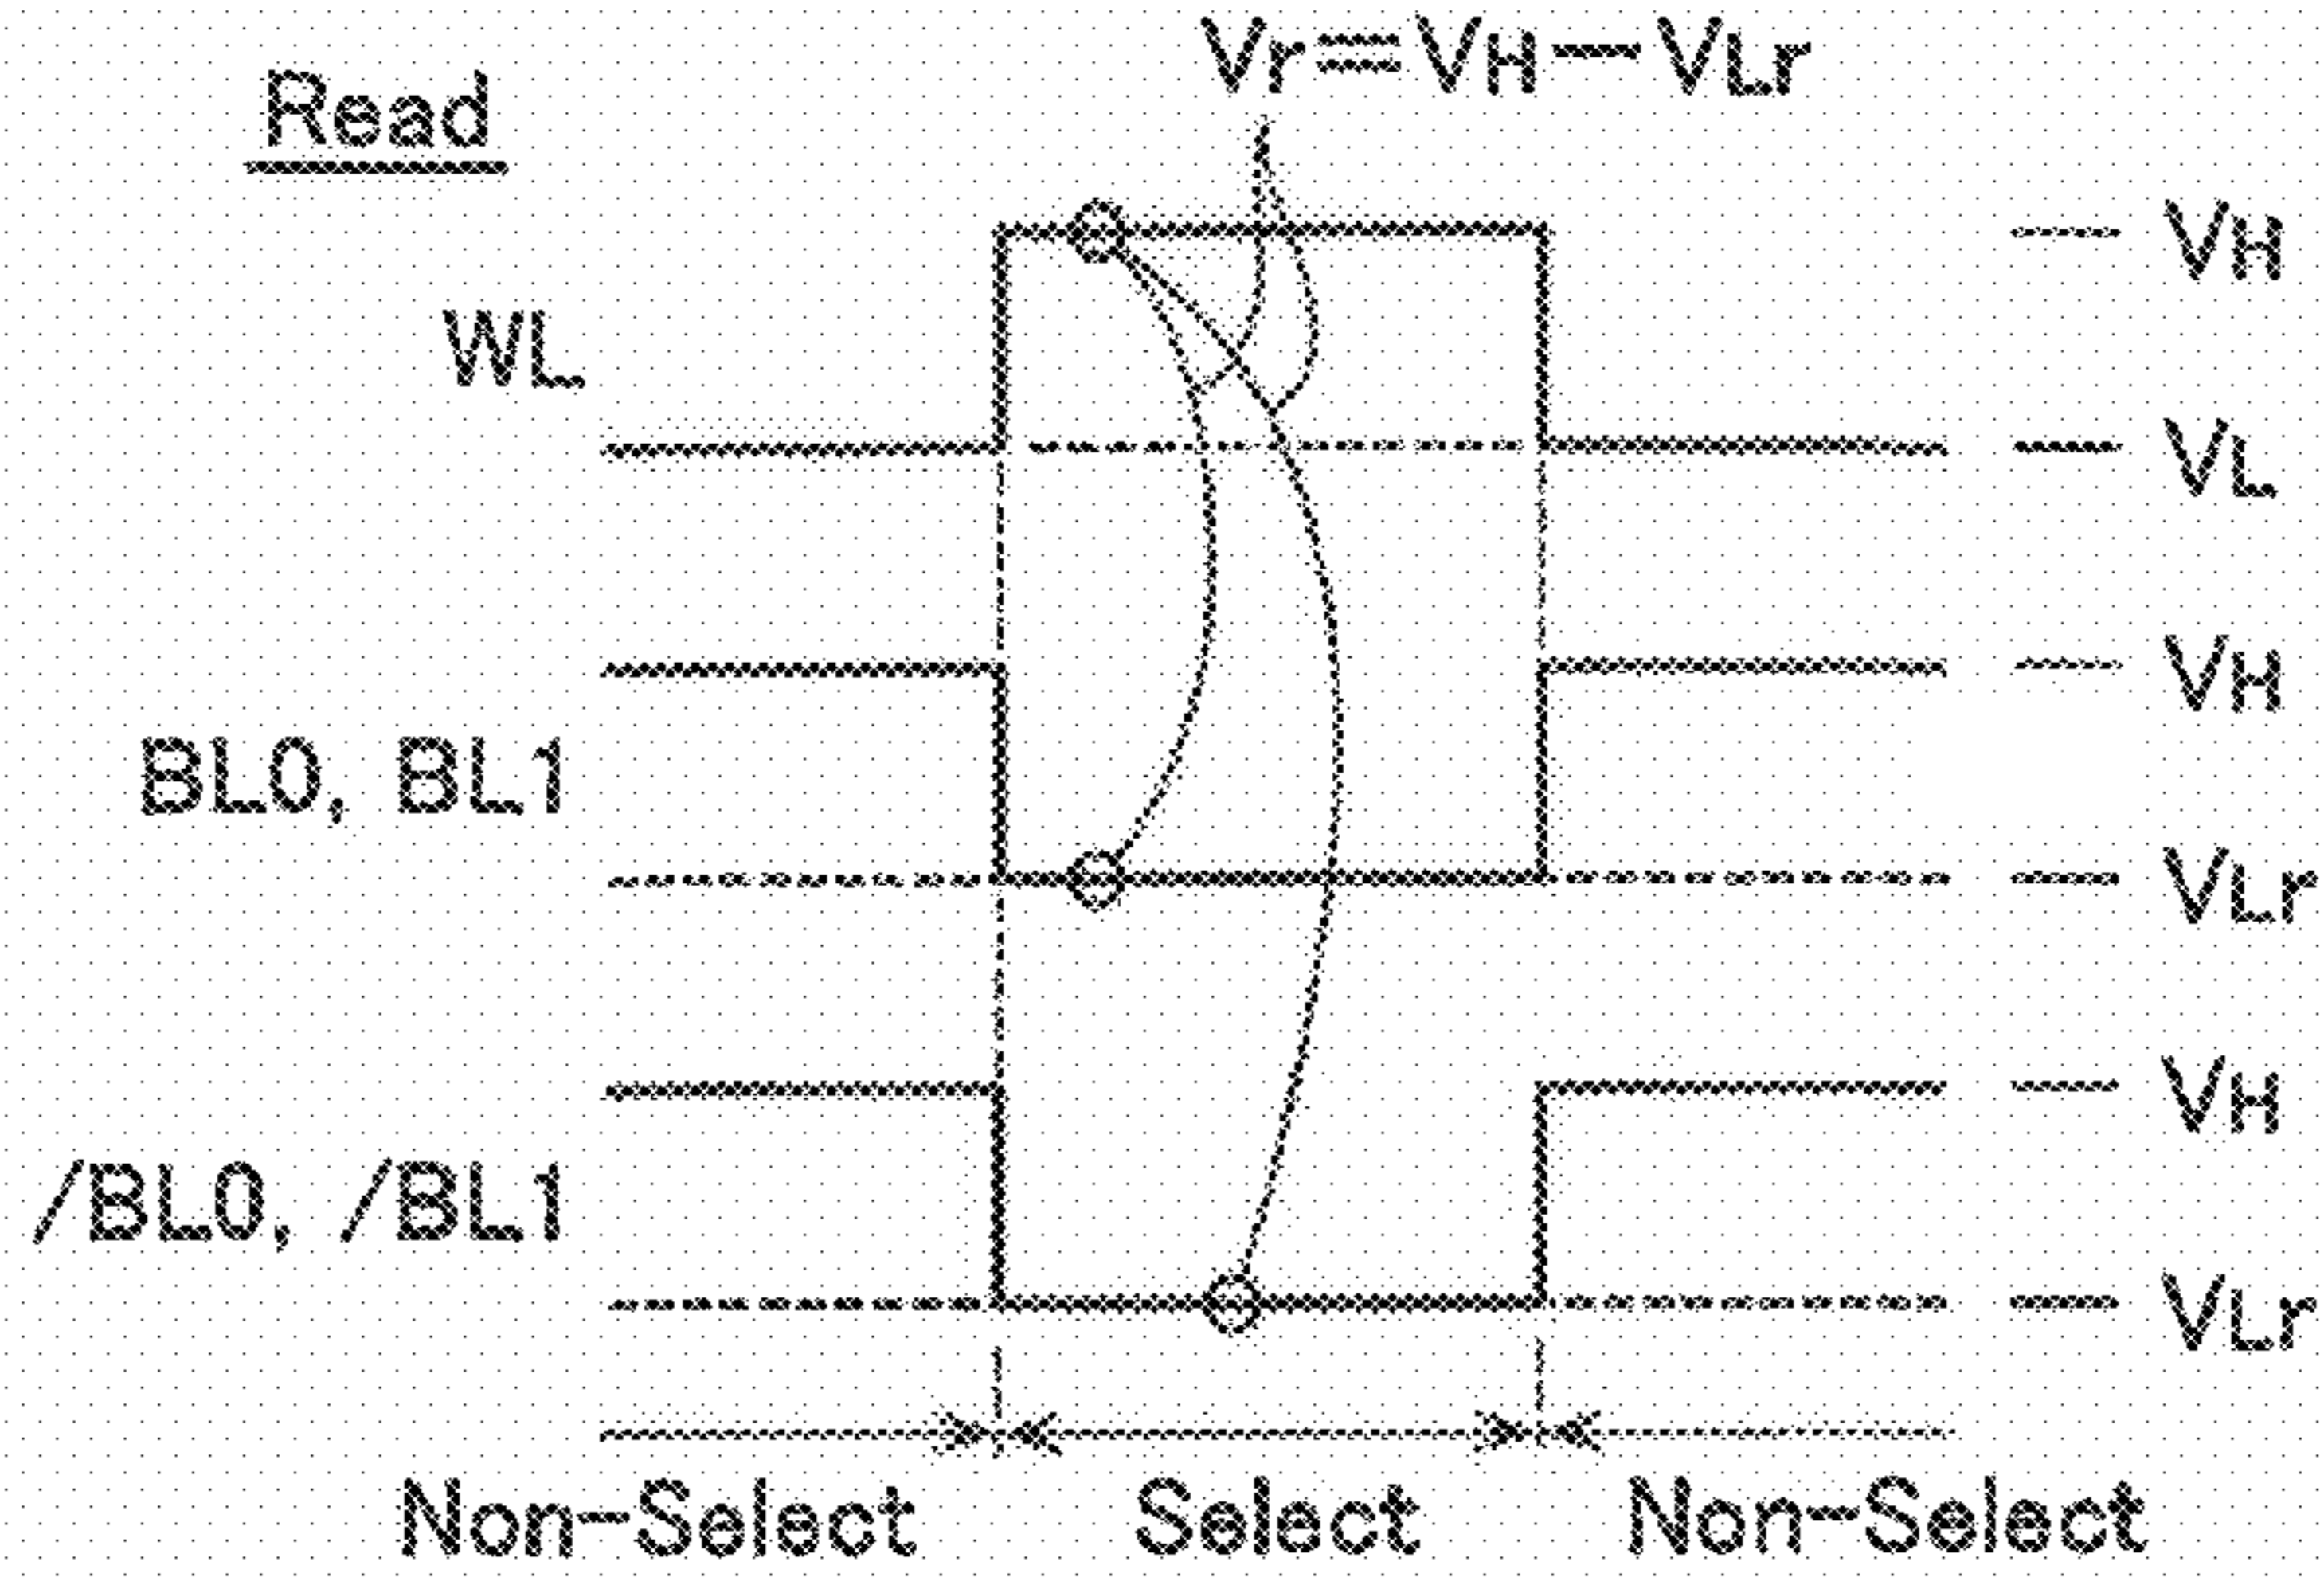 Vr=VH-VLr
Read
VH
WL
VL
VH
BL0, BL1
VLr
VH
/BL0, /BL1
VLr
Non-Select Select Non-Select